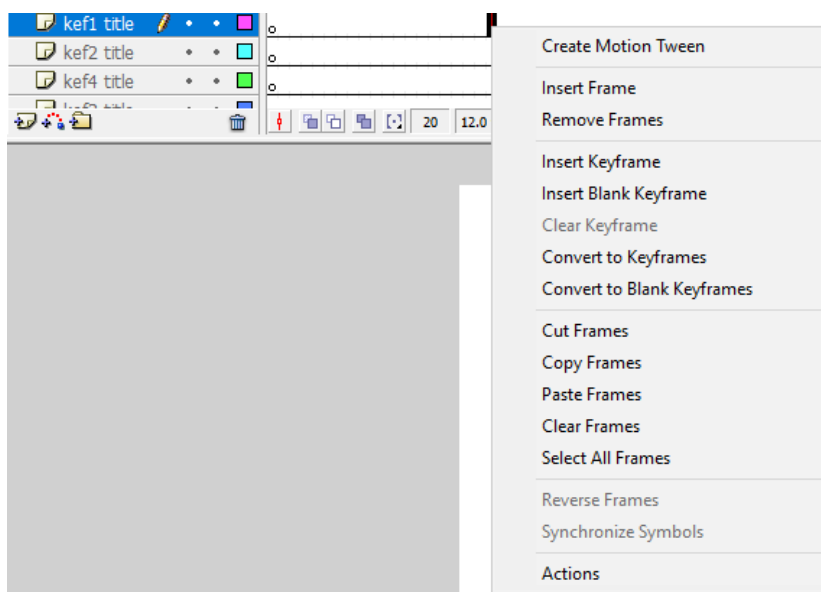 kef1 title
kef2 title
kef4 title
20 12.0
Create Motion Tween
Insert Frame
Remove Frames
Insert Keyframe
Insert Blank Keyframe
Clear Keyframe
Convert to Keyframes
Convert to Blank Keyframes
Cut Frames
Copy Frames
Paste Frames
Clear Frames
Select All Frames
Reverse Frames
Synchronize Symbols
Actions